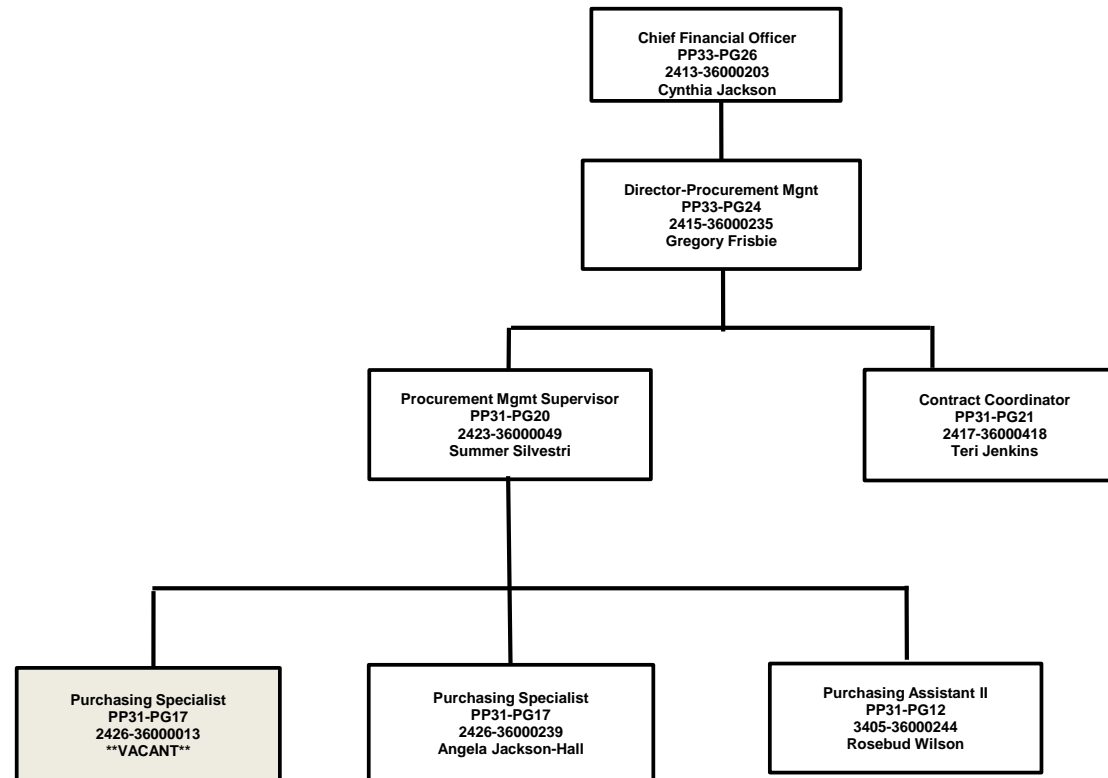 Chief Financial Officer
PP33-PG26
2413-36000203
Cynthia Jackson
Director-Procurement Mgnt
PP33-PG24
2415-36000235
Gregory Frisbie
Procurement Mgmt Supervisor
PP31-PG20
2423-36000049
Summer Silvestri
Contract Coordinator
PP31-PG21
2417-36000418
Teri Jenkins
Purchasing Specialist
PP31-PG17
2426-36000013
**VACANT**
Purchasing Specialist
PP31-PG17
2426-36000239
Angela Jackson-Hall
Purchasing Assistant II
PP31-PG12
3405-36000244
Rosebud Wilson